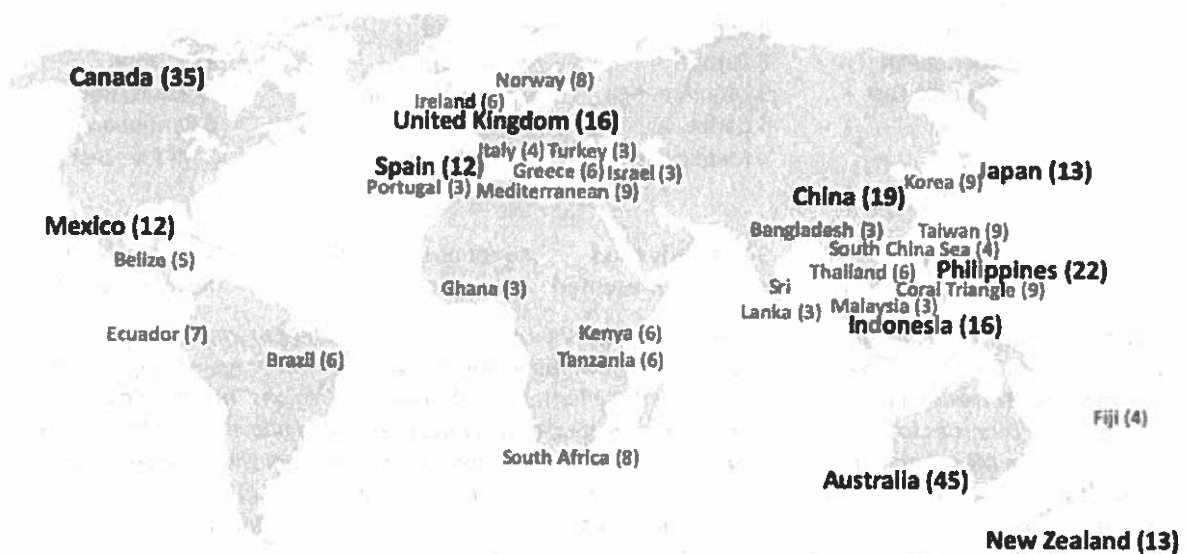 Canada (35)
Norway (8)
Ireland (6)
United Kingdom (16)
Italy (4) Turkey (3)
Spain (12)
Greece (6) Israel (3)
Portugal (3) Mediterranean (9)
Japan (13)
Korea (9)
China (19)
Mexico (12)
Bangladesh (3)
Taiwan (9)
South China Sea (4)
Belize (5)
Thailand (6)
Philippines (22)
Ghana (3)
Sri
Lanka (3)
Coral Triangle (9)
Malaysia (3)
Indonesia (16)
Ecuador (7)
Kenya (6)
Brazil (6)
Tanzania (6)
Fiji (4)
South Africa (8)
Australia (45)
New Zealand (13)